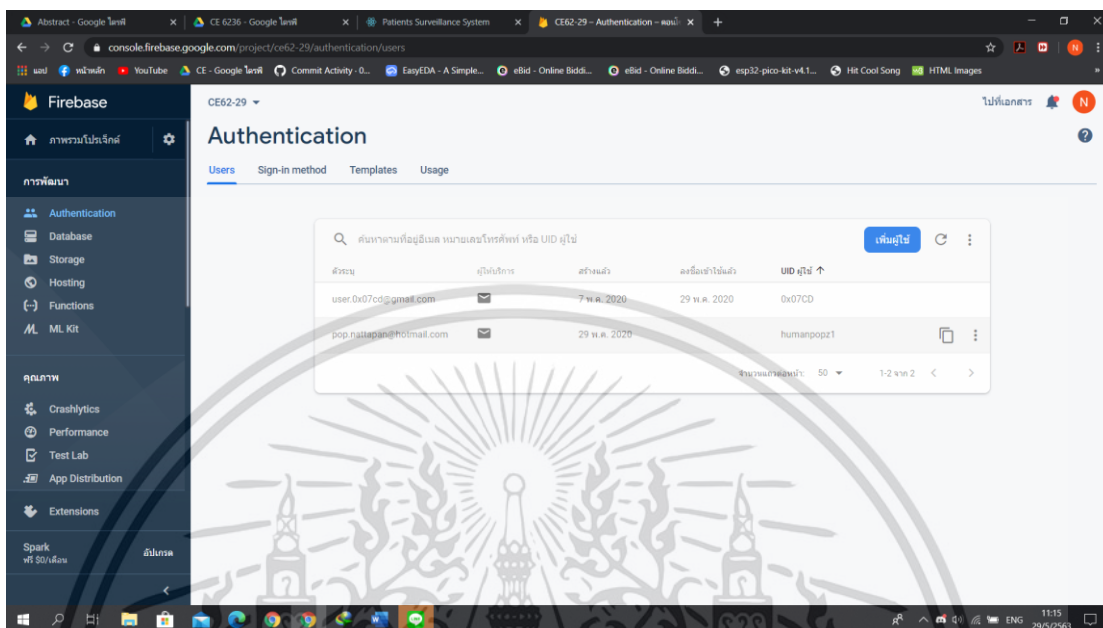 Abstract - Google ไดรฟ์
CE 6236 - Google ไดรฟ์
Patients Surveillance System
CE62-29 – Authentication – คอนโ
console.firebase.google.com/project/ce62-29/authentication/users
แอป
หน้าหลัก
YouTube
CE - Google ไดรฟ์
Commit Activity · 0...
EasyEDA - A Simple...
eBid - Online Biddi...
eBid - Online Biddi...
esp32-pico-kit-v4.1...
Hit Cool Song
HTML Images
Firebase
CE62-29
ไปที่เอกสาร
N
ภาพรวมโปรเจ็กต์
Authentication
Users
Sign-in method
Templates
Usage
การพัฒนา
Authentication
Database
Storage
Hosting
Functions
ML Kit
ค้นหาตามที่อยู่อีเมล หมายเลขโทรศัพท์ หรือ UID ผู้ใช้
เพิ่มผู้ใช้
ตัวระบุ
ผู้ให้บริการ
สร้างแล้ว
ลงชื่อเข้าใช้แล้ว
UID ผู้ใช้ ↑
user.0x07cd@gmail.com
7 พ.ค. 2020
29 พ.ค. 2020
0x07CD
pop.nattapan@hotmail.com
29 พ.ค. 2020
humanpopz1
จำนวนแถวต่อหน้า: 50
1-2 จาก 2
คุณภาพ
Crashlytics
Performance
Test Lab
App Distribution
Extensions
Spark
ฟรี $0/เดือน
อัปเกรด
ENG
11:15
29/5/2563